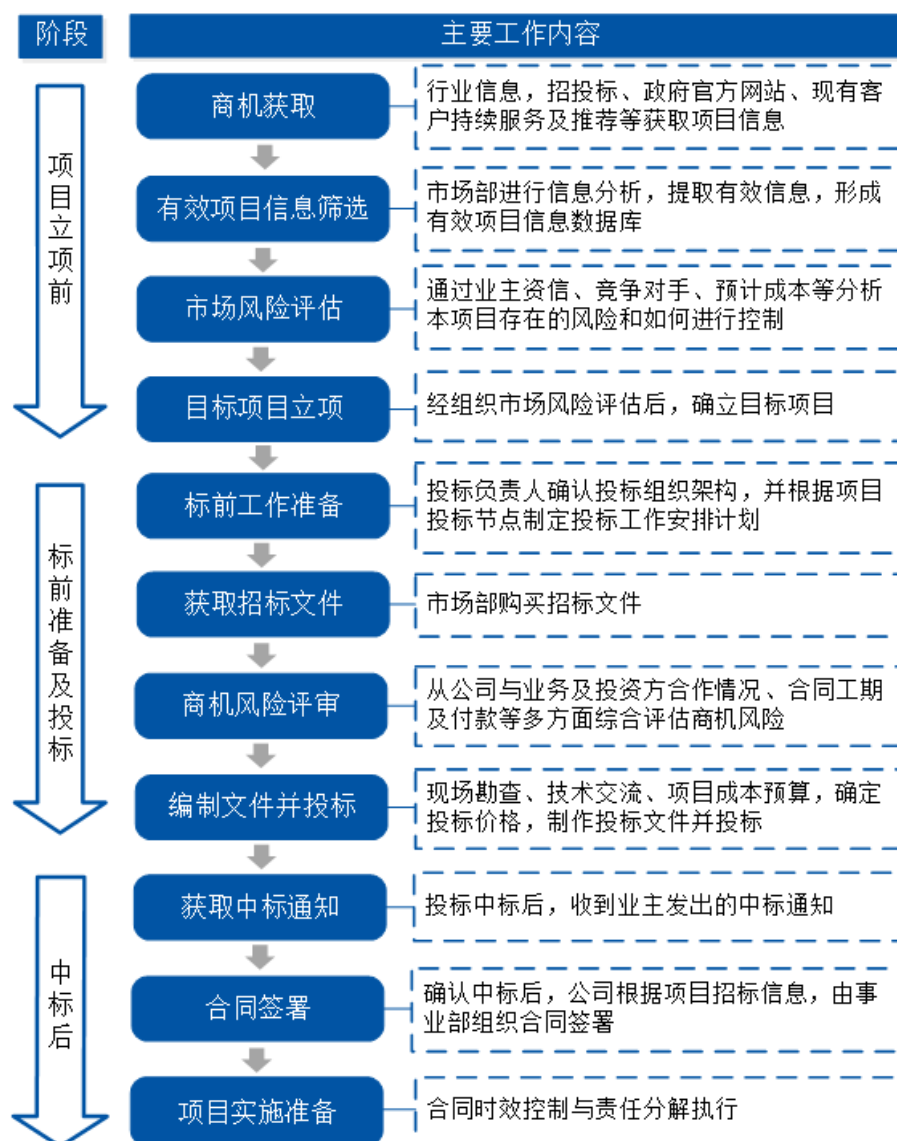 阶段
主要工作内容
项目立项前
商机获取
行业信息，招投标、政府官方网站、现有客
户持续服务及推荐等获取项目信息
有效项目信息筛选
市场部进行信息分析，提取有效信息，形成
有效项目信息数据库
市场风险评估
通过业主资信、竞争对手、预计成本等分析
本项目存在的风险和如何进行控制
目标项目立项
经组织市场风险评估后，确立目标项目
标前准备及投标
标前工作准备
投标负责人确认投标组织架构，并根据项目
投标节点制定投标工作安排计划
获取招标文件
市场部购买招标文件
商机风险评审
从公司与业务及投资方合作情况、合同工期
及付款等多方面综合评估商机风险
编制文件并投标
现场勘查、技术交流、项目成本预算，确定
投标价格，制作投标文件并投标
中标后
获取中标通知
投标中标后，收到业主发出的中标通知
合同签署
确认中标后，公司根据项目招标信息，由事
业部组织合同签署
项目实施准备
合同时效控制与责任分解执行